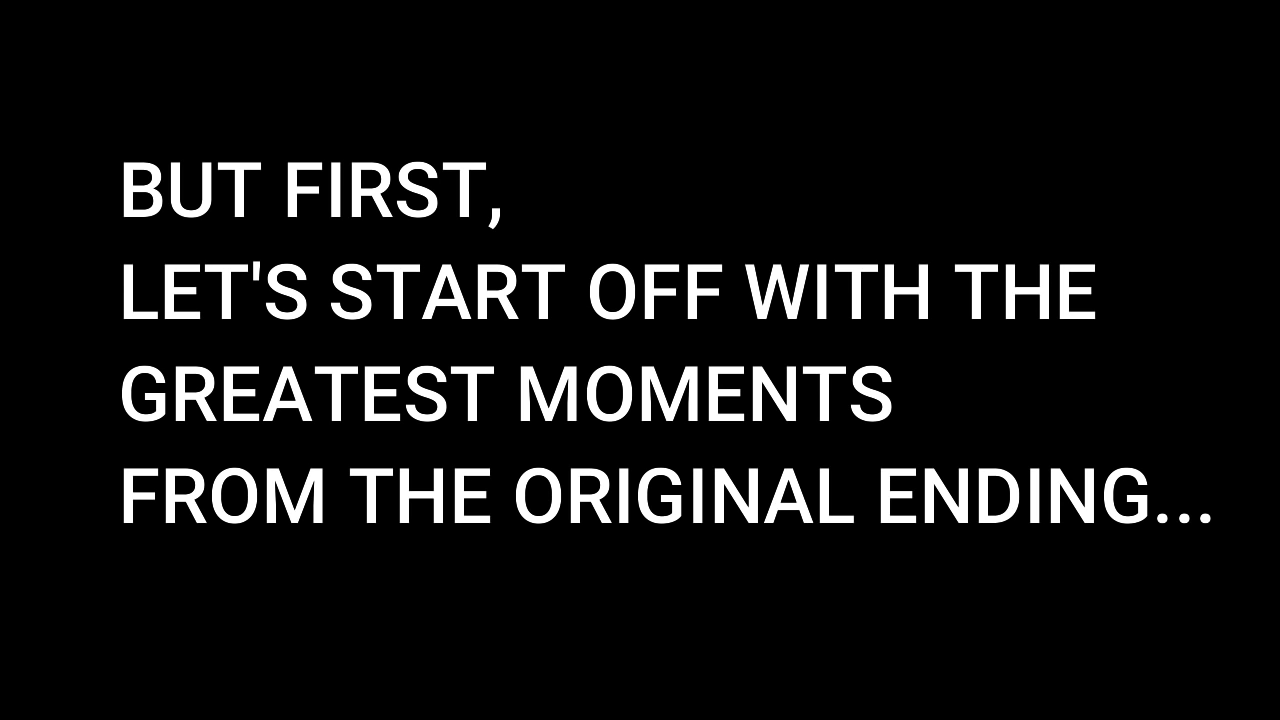 BUT FIRST,
LET'S START OFF WITH THE
GREATEST MOMENTS
FROM THE ORIGINAL ENDING...